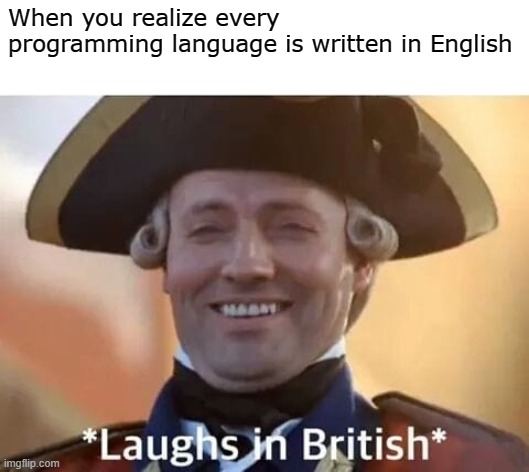 When you realize every
programming language is written in English
*Laughs in British*
imgflip.com